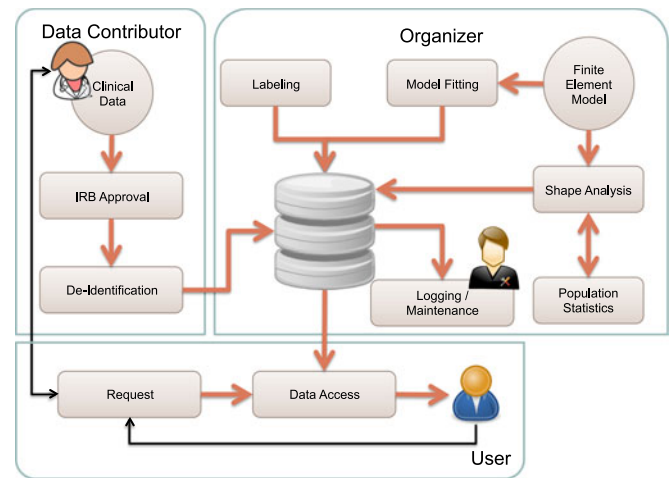 Data Contributor
Clinical
Data
IRB Approval
De-Identification
Organizer
Labeling
Model Fitting
Finite
Element
Model
Shape Analysis
Logging /
Maintenance
Population
Statistics
Request
Data Access
User